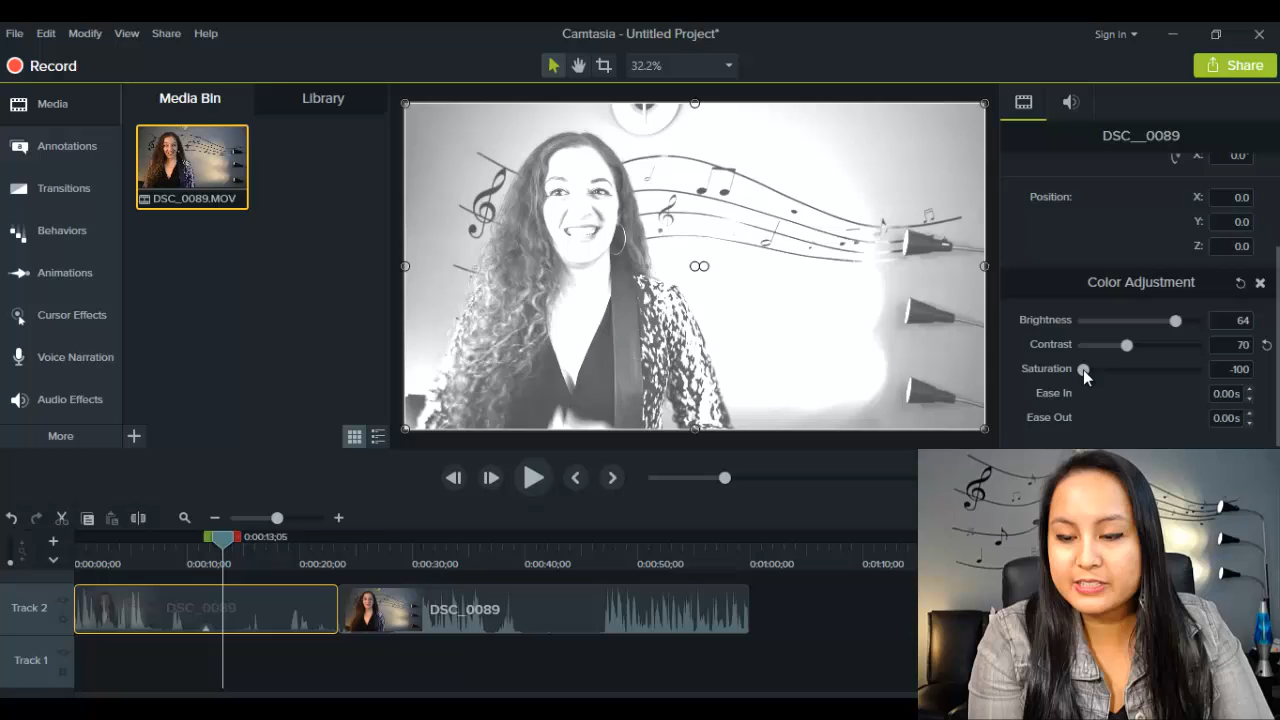 File Edit Modify View Share Help
Camtasia - Untitled Project*
Sign in
Record
32.2%
Share
Media
Annotations
Transitions
Behaviors
Animations
Cursor Effects
Voice Narration
Audio Effects
More
Media Bin
Library
DSC_0089.MOV
DSC__0089
X: 0.0°
Position:
X: 0.0
Y: 0.0
Z: 0.0
Color Adjustment
Brightness 64
Contrast 70
Saturation -100
Ease In 0.00s
Ease Out 0.00s
0:00:13;05
0:00:00;00 0:00:10;00 0:00:20;00 0:00:30;00 0:00:40;00 0:00:50;00 0:01:00;00 0:01:10;00
Track 2
DSC_0089
DSC_0089
Track 1